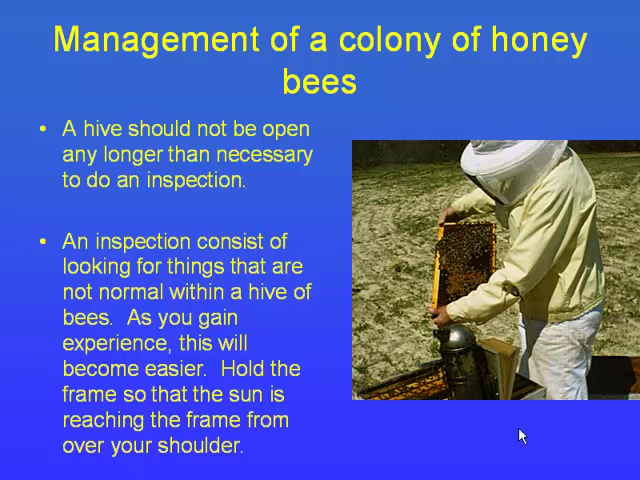 Management of a colony of honey
bees
• A hive should not be open
any longer than necessary
to do an inspection.
• An inspection consist of
looking for things that are
not normal within a hive of
bees.  As you gain
experience, this will
become easier.  Hold the
frame so that the sun is
reaching the frame from
over your shoulder.